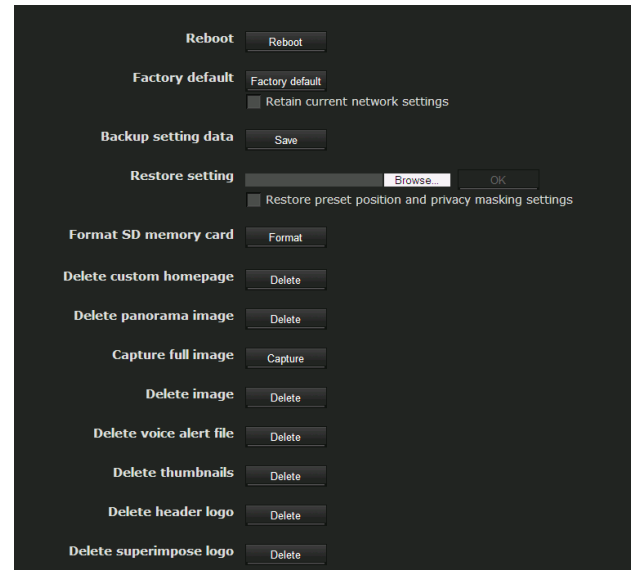 Reboot Reboot
Factory default Factory default
Retain current network settings
Backup setting data Save
Restore setting Browse... OK
Restore preset position and privacy masking settings
Format SD memory card Format
Delete custom homepage Delete
Delete panorama image Delete
Capture full image Capture
Delete image Delete
Delete voice alert file Delete
Delete thumbnails Delete
Delete header logo Delete
Delete superimpose logo Delete